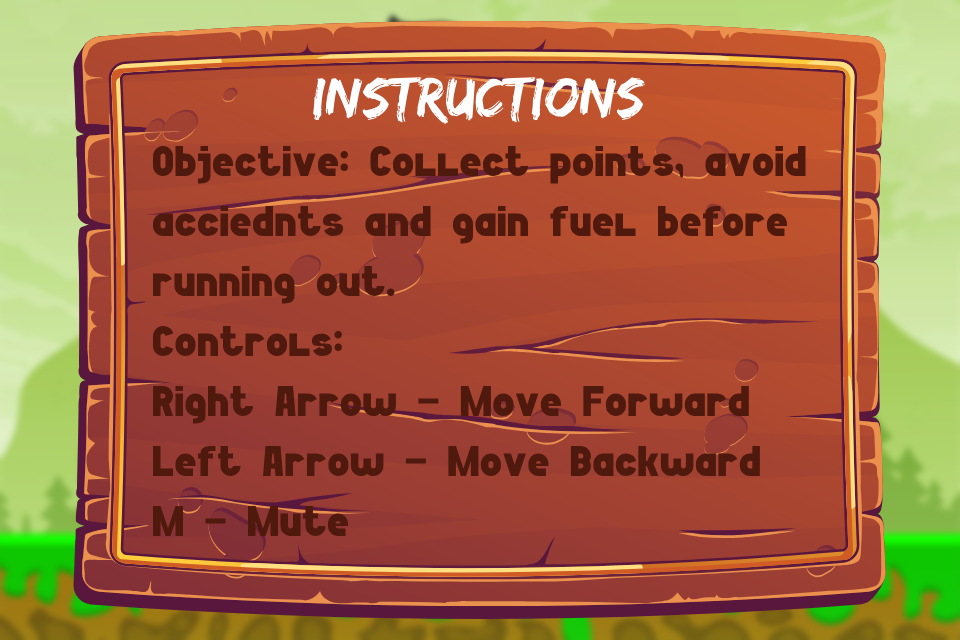 INSTRUCTIONS
Objective: Collect points, avoid
acciednts and gain fuel before
running out.
Controls:
Right Arrow - Move Forward
Left Arrow - Move Backward
M - Mute